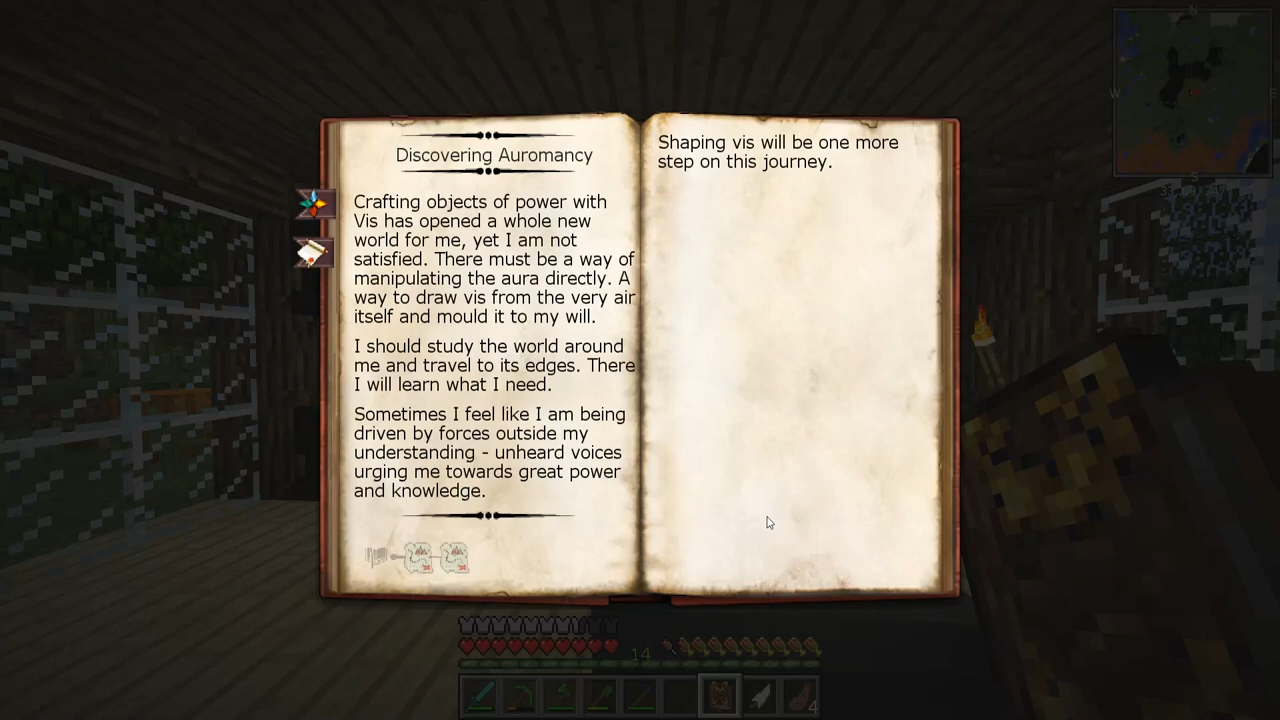 Discovering Auromancy
Crafting objects of power with
Vis has opened a whole new
world for me, yet I am not
satisfied. There must be a way of
manipulating the aura directly. A
way to draw vis from the very air
itself and mould it to my will.
I should study the world around
me and travel to its edges. There
I will learn what I need.
Sometimes I feel like I am being
driven by forces outside my
understanding - unheard voices
urging me towards great power
and knowledge.
Shaping vis will be one more
step on this journey.
N
W
E
S
14
4